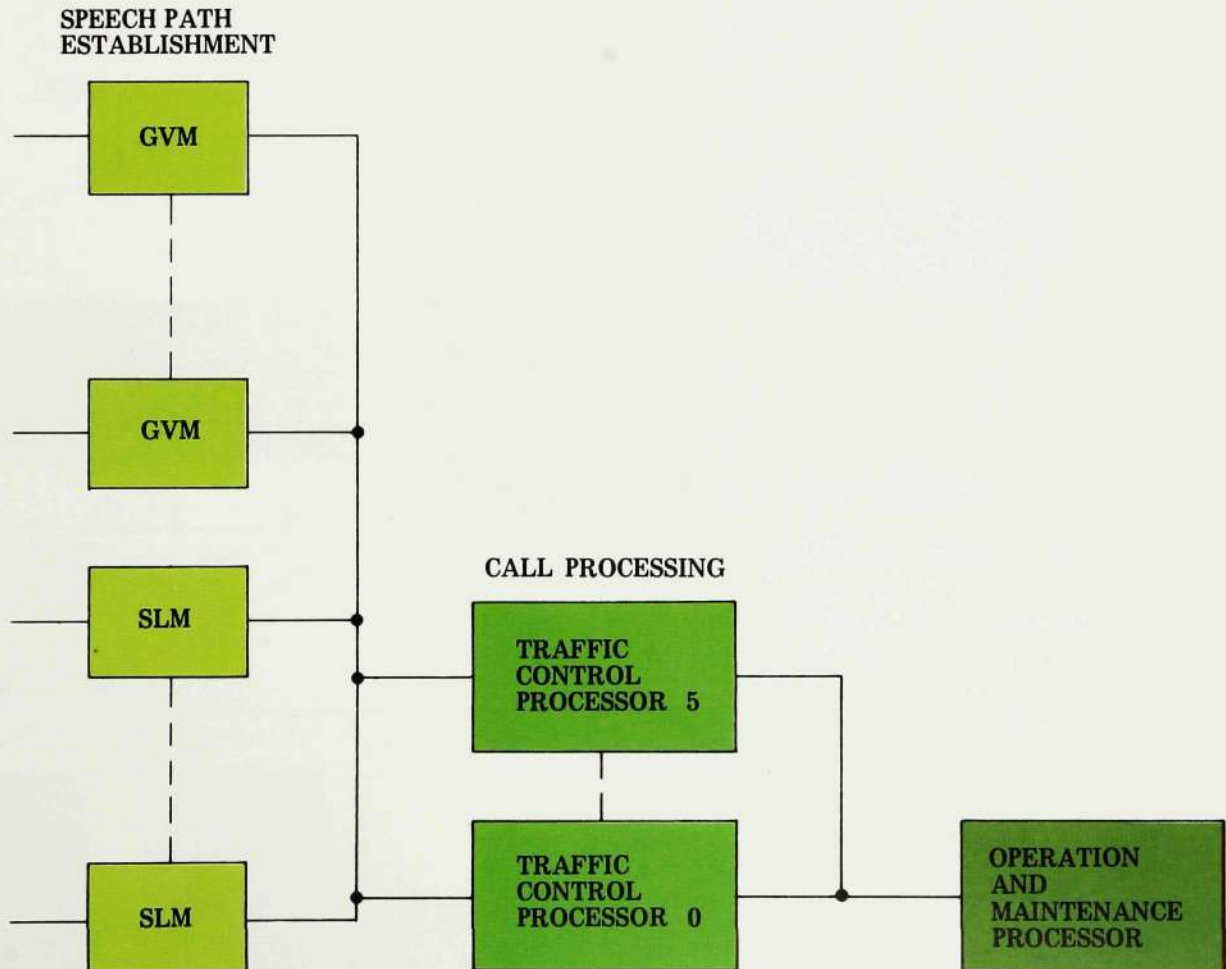 SPEECH PATH
ESTABLISHMENT
GVM
GVM
SLM
SLM
CALL PROCESSING
TRAFFIC
CONTROL
PROCESSOR 5
TRAFFIC
CONTROL
PROCESSOR 0
OPERATION
AND
MAINTENANCE
PROCESSOR